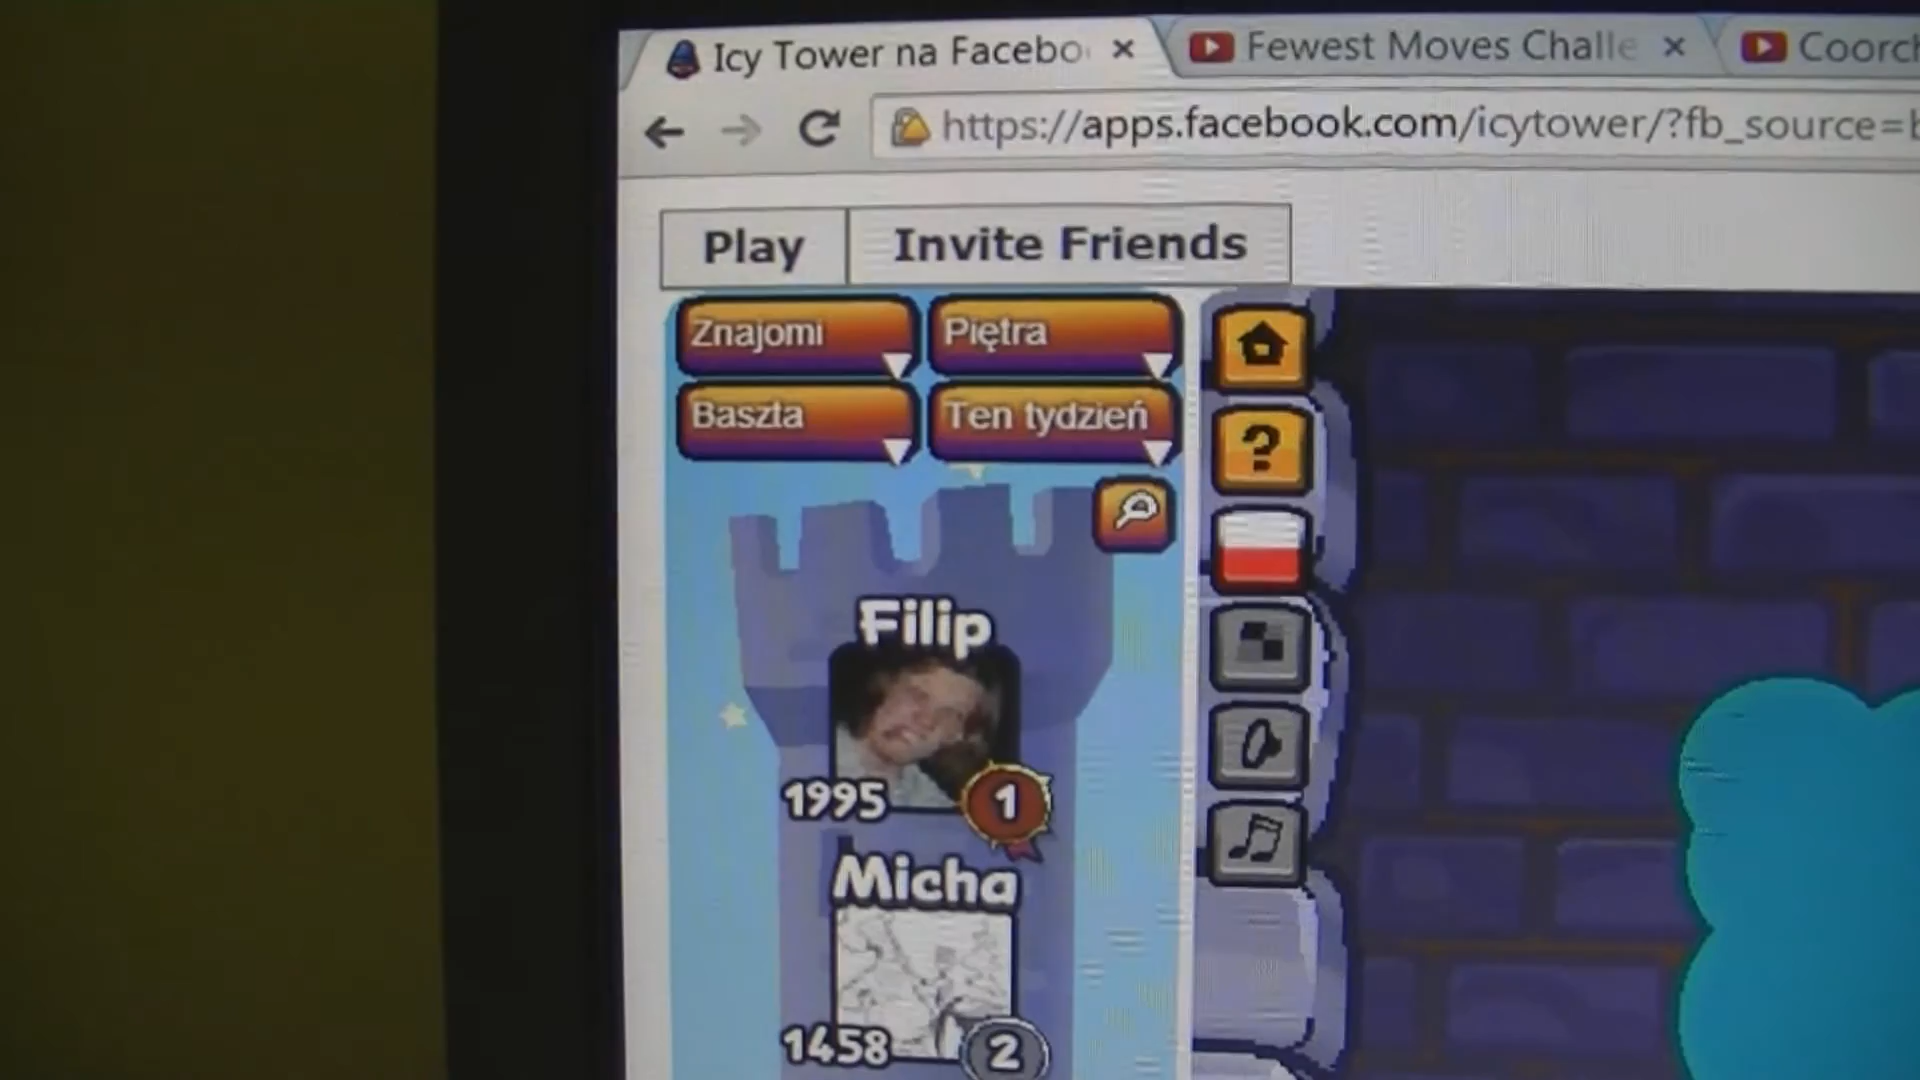 Icy Tower na Facebo
Fewest Moves Challe
Coorch
https://apps.facebook.com/icytower/?fb_source=b
Play
Invite Friends
Znajomi
Piętra
Baszta
Ten tydzień
?
Filip
1995
1
Micha
1458
2